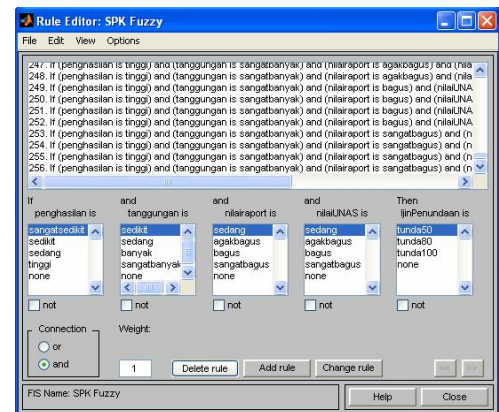 Rule Editor: SPK Fuzzy
File Edit View Options
247. If (penghasilan is tinggi) and (tanggungan is sangatbanyak) and (nilairaport is agakbagus) and (nila
248. If (penghasilan is tinggi) and (tanggungan is sangatbanyak) and (nilairaport is agakbagus) and (nila
249. If (penghasilan is tinggi) and (tanggungan is sangatbanyak) and (nilairaport is bagus) and (nilaiUNA
250. If (penghasilan is tinggi) and (tanggungan is sangatbanyak) and (nilairaport is bagus) and (nilaiUNA
251. If (penghasilan is tinggi) and (tanggungan is sangatbanyak) and (nilairaport is bagus) and (nilaiUNA
252. If (penghasilan is tinggi) and (tanggungan is sangatbanyak) and (nilairaport is bagus) and (nilaiUNA
253. If (penghasilan is tinggi) and (tanggungan is sangatbanyak) and (nilairaport is sangatbagus) and (n
254. If (penghasilan is tinggi) and (tanggungan is sangatbanyak) and (nilairaport is sangatbagus) and (n
255. If (penghasilan is tinggi) and (tanggungan is sangatbanyak) and (nilairaport is sangatbagus) and (n
256. If (penghasilan is tinggi) and (tanggungan is sangatbanyak) and (nilairaport is sangatbagus) and (n
If and and and Then
penghasilan is tanggungan is nilairaport is nilaiUNAS is IjinPenundaan is
sangatsedikit sedikit sedang sedang tunda50
sedikit sedang agakbagus agakbagus tunda80
sedang banyak bagus bagus tunda100
tinggi sangatbanyak sangatbagus sangatbagus none
none none none none
not not not not not
Connection Weight:
or
and 1 Delete rule Add rule Change rule << >>
FIS Name: SPK Fuzzy Help Close